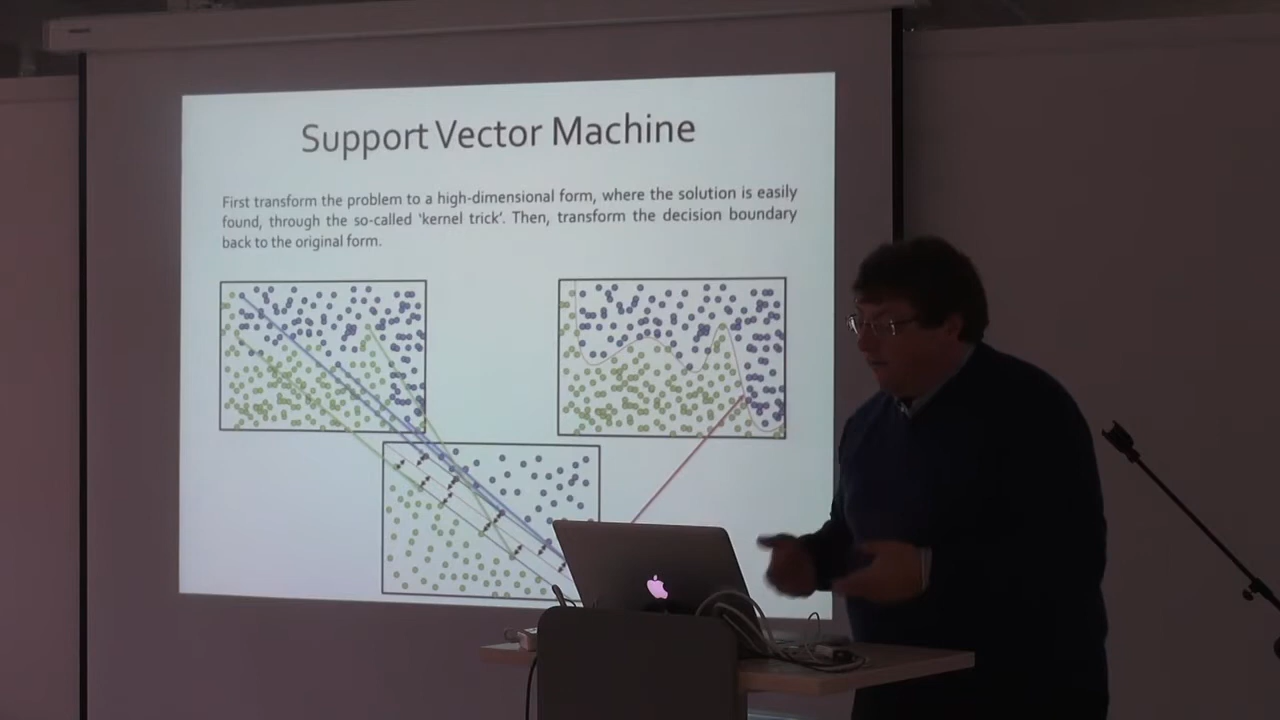 Support Vector Machine
First transform the problem to a high-dimensional form, where the solution is easily
found, through the so-called ‘kernel trick’. Then, transform the decision boundary
back to the original form.